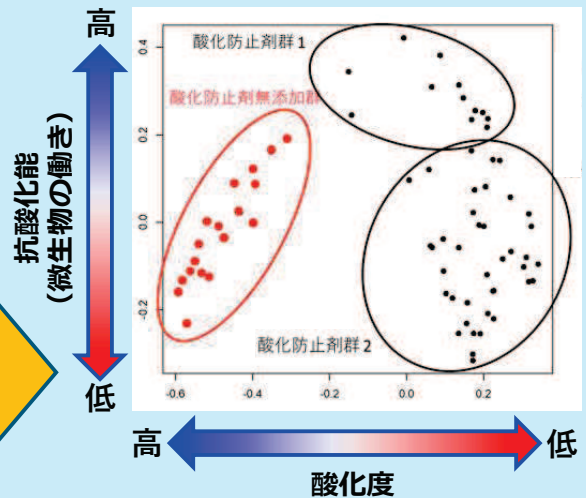 高
抗酸化能
(微生物の働き)
低
0.4
0.2
0.0
-0.2
酸化防止剤群1
酸化防止剤無添加群
酸化防止剤群2
-0.6
-0.4
-0.2
0.0
0.2
高
低
酸化度